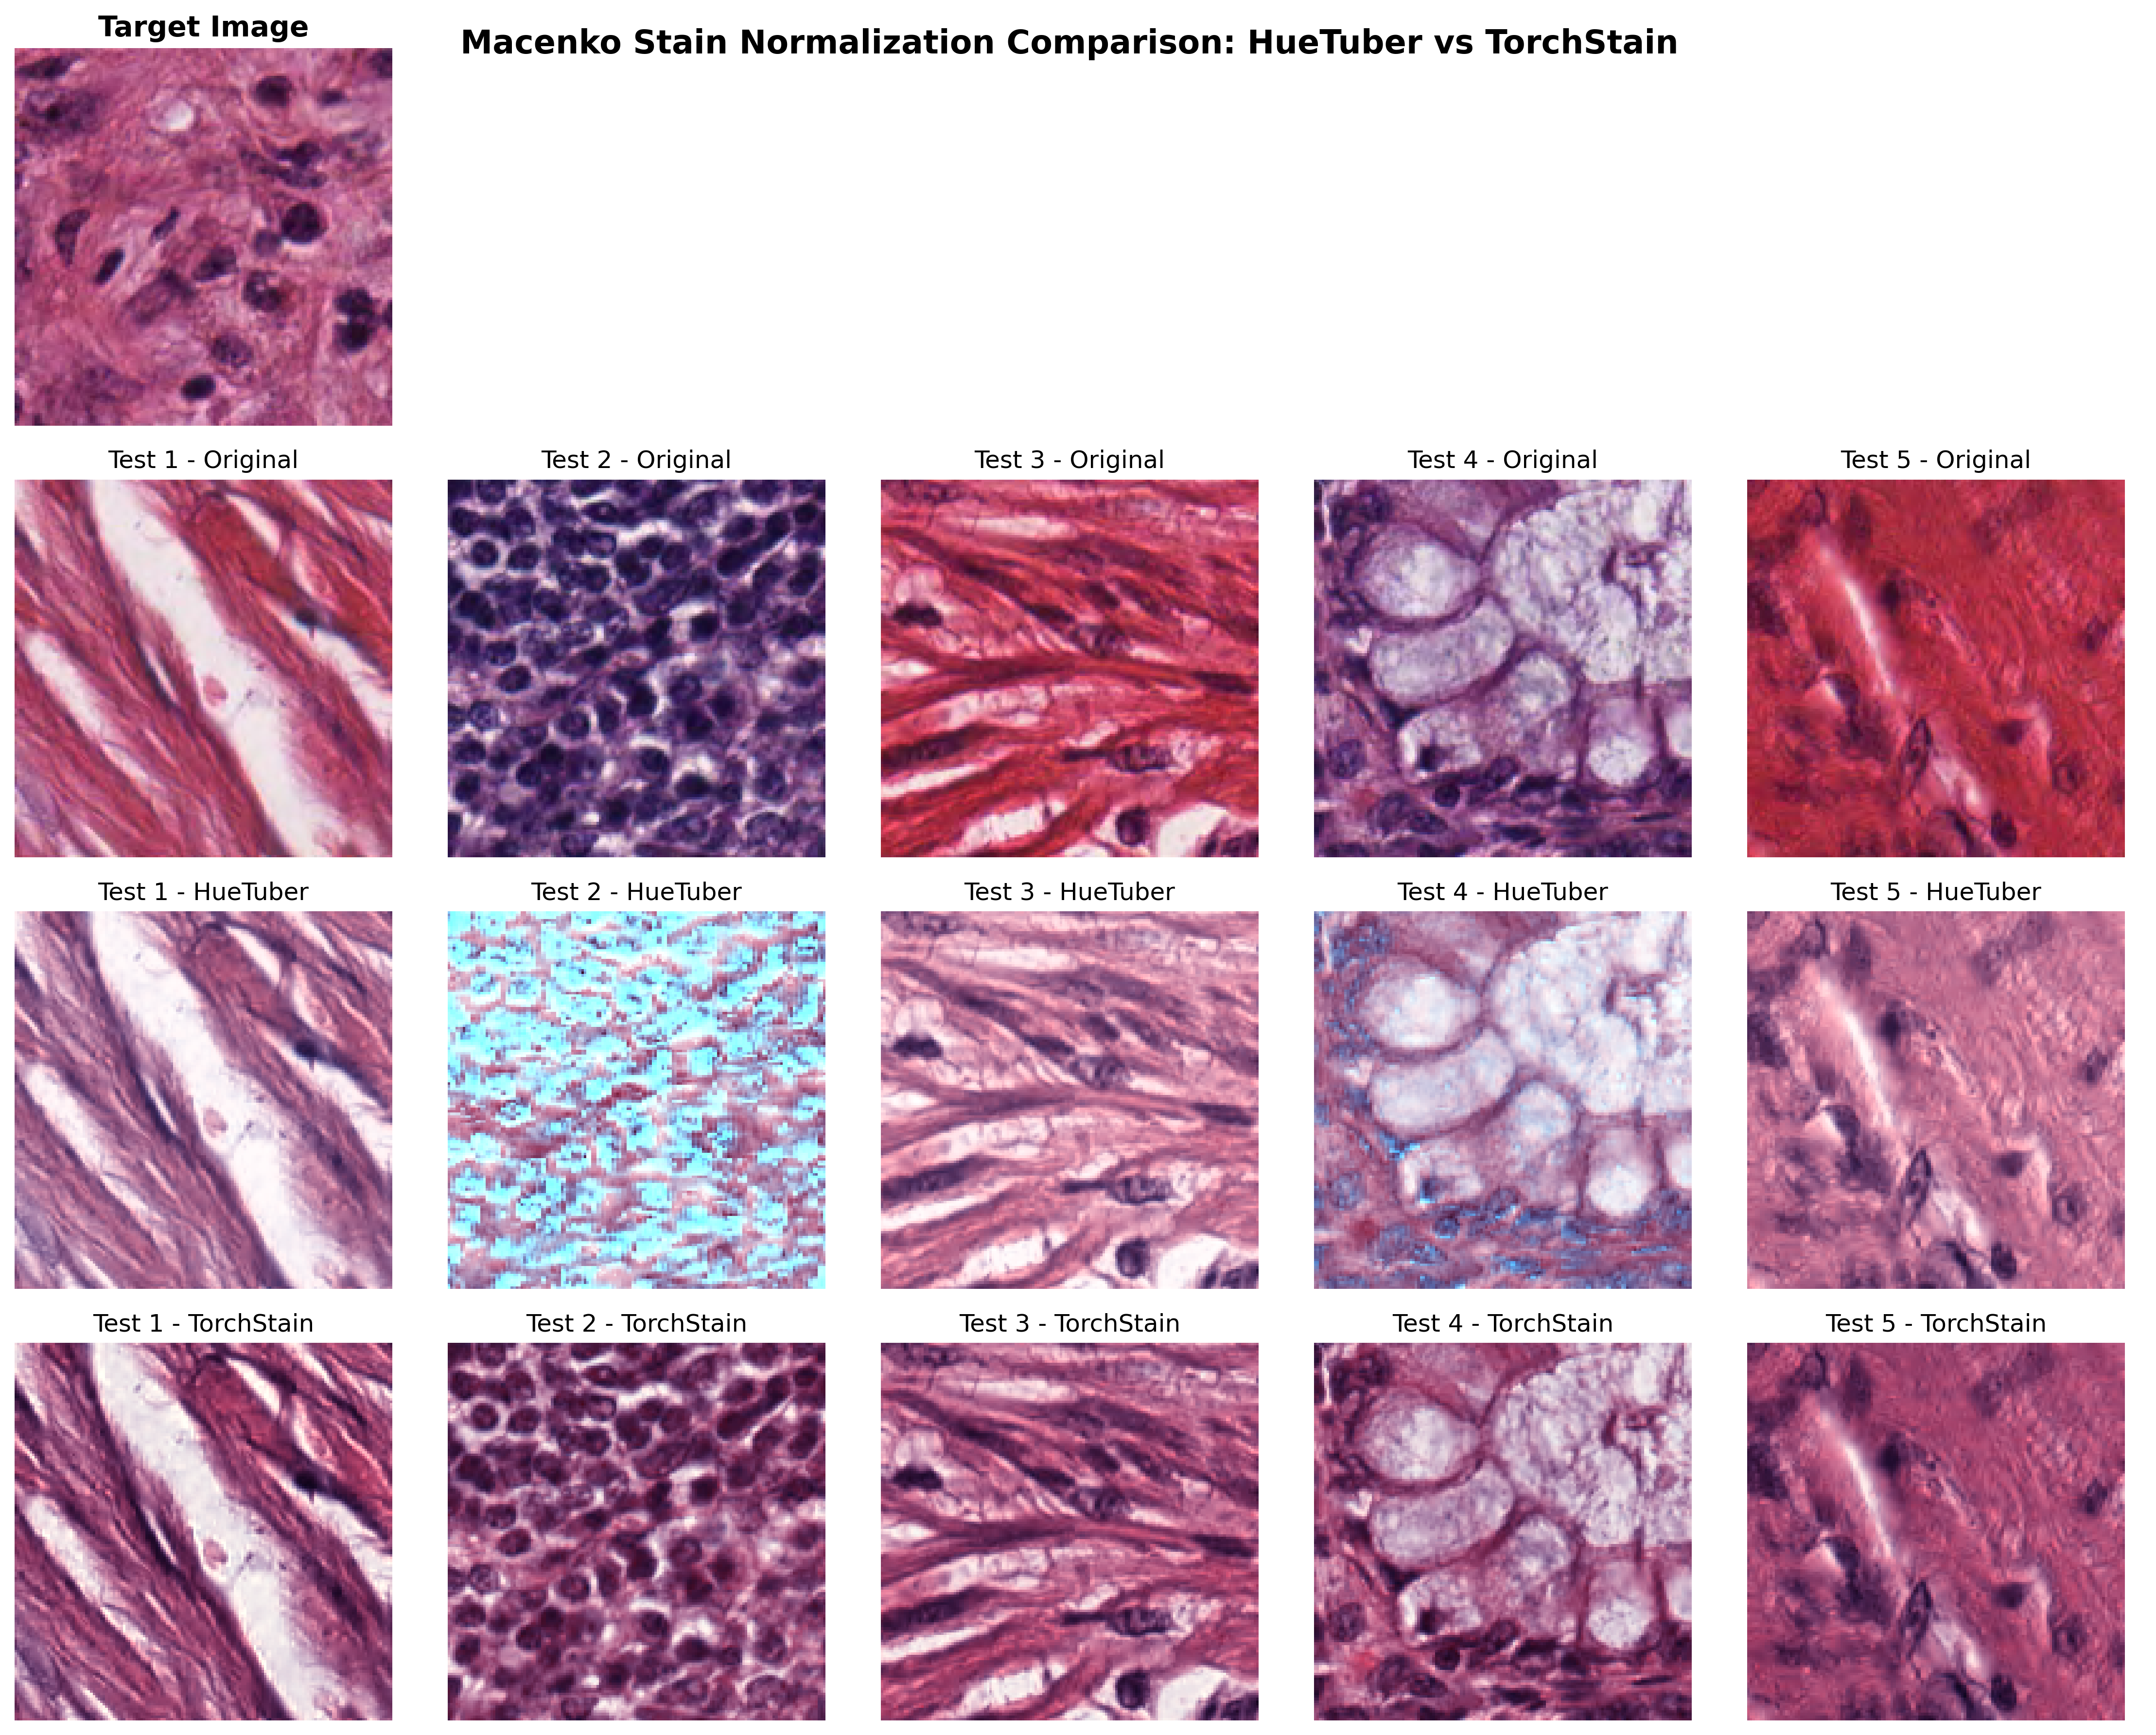 Target Image
Macenko Stain Normalization Comparison: HueTuber vs TorchStain
Test 1 - Original
Test 2 - Original
Test 3 - Original
Test 4 - Original
Test 5 - Original
Test 1 - HueTuber
Test 2 - HueTuber
Test 3 - HueTuber
Test 4 - HueTuber
Test 5 - HueTuber
Test 1 - TorchStain
Test 2 - TorchStain
Test 3 - TorchStain
Test 4 - TorchStain
Test 5 - TorchStain